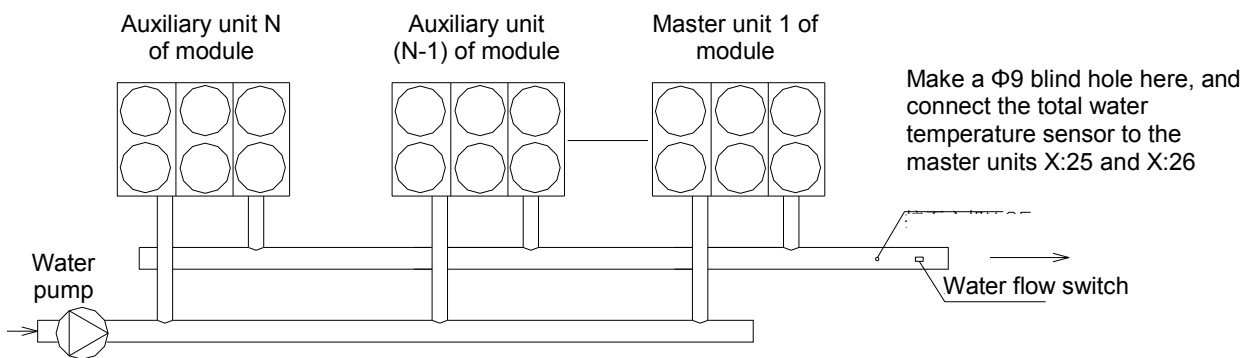 Auxiliary unit N
of module
Auxiliary unit
(N-1) of module
Master unit 1 of
module
Make a Φ9 blind hole here, and
connect the total water
temperature sensor to the
master units X:25 and X:26
Water
pump
Water flow switch